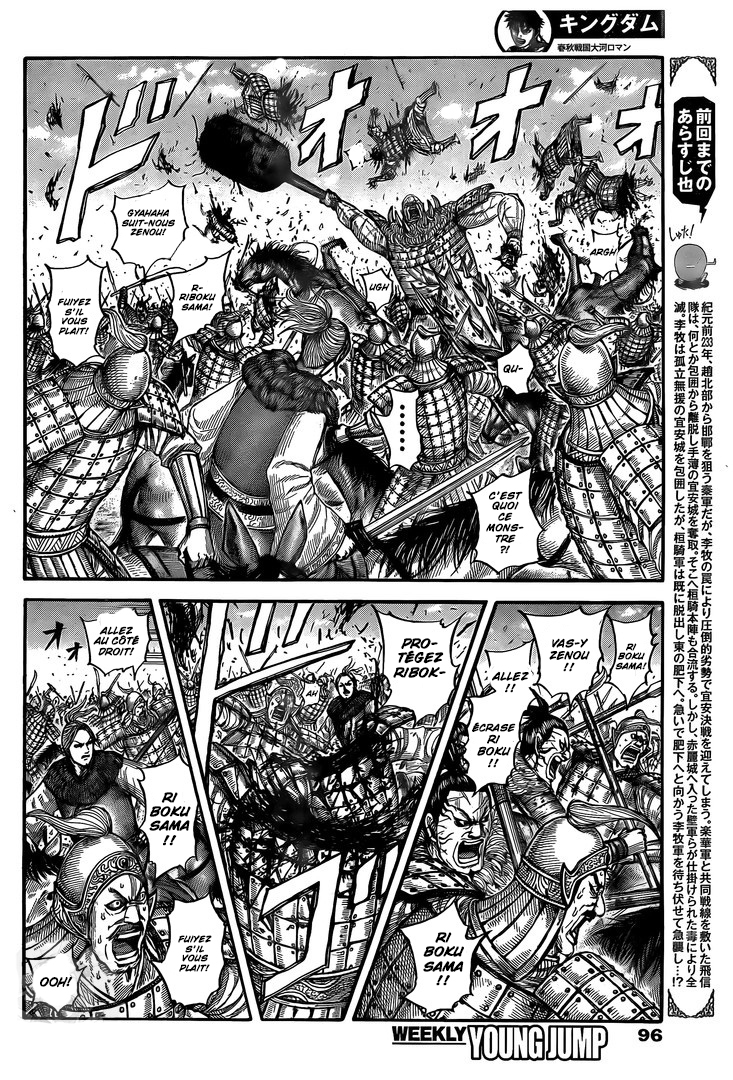 キングダム
春秋戦国大河ロマン
前回までの
あらすじ也
しゅた!
紀元前233年、趙北部から邯鄲を狙う秦軍だが、李牧の罠により圧倒的劣勢で宜安決戦を迎えてしまう。楽華軍と共同戦線を敷いた飛信
隊は、何とか包囲から離脱し手薄の宜安城を奪取。そこへ桓騎本陣も合流する。しかし、赤麗城へ入った壁軍らが仕掛けられた毒により全
滅。李牧は孤立無援の宜安城を包囲したが、桓騎軍は既に脱出し東の肥下へ。急いで肥下へと向かう李牧軍を待ち伏せて急襲し…!?
ドォォォ
ARGH
GYAHAHA
SUIT-NOUS
ZENOU!
UGH
R-
RIBOKU
SAMA!
FUIYEZ
S'IL
VOUS
PLAIT!
QU-
••••
C'EST
QUOI
CE
MONS-
TRE
?!
RI
BOKU
SAMA!
VAS-Y
ZENOU !!
ALLEZ
!!
ÉCRASE
RI
BOKU !!
RI
BOKU
SAMA
!!
PRO-
TÉGEZ
RIBOK-
AH
ゴ
オオ
ALLEZ
AU CÔTÉ
DROIT!
RI
BOKU
SAMA
!!
FUIYEZ
S'IL
VOUS
PLAIT!
OOH!
WEEKLY YOUNG JUMP
96